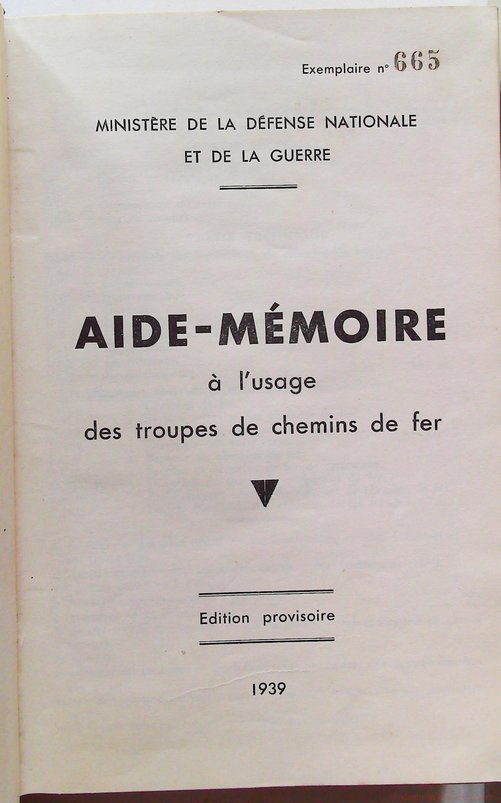 Exemplaire n° 665
MINISTÈRE DE LA DÉFENSE NATIONALE
ET DE LA GUERRE
AIDE-MÉMOIRE
à l'usage
des troupes de chemins de fer
Edition provisoire
1939